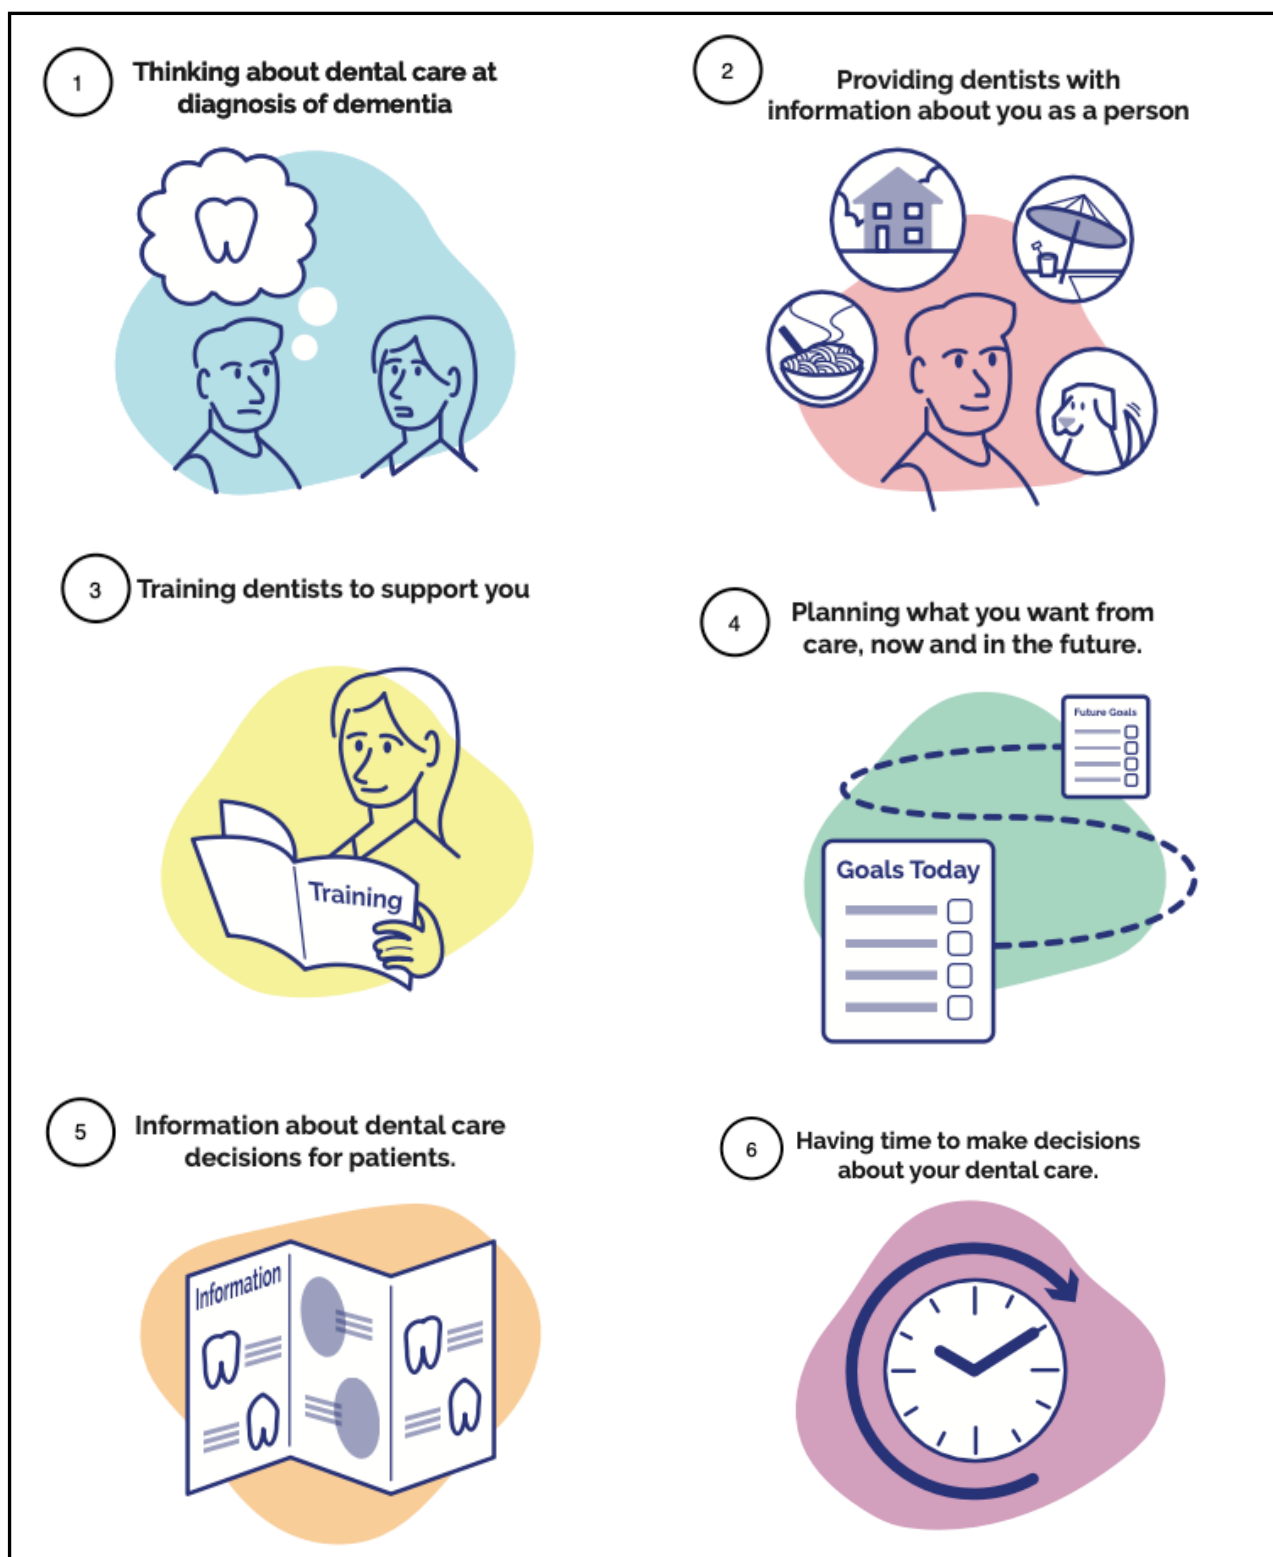 1
Thinking about dental care at
diagnosis of dementia
2
Providing dentists with
information about you as a person
3
Training dentists to support you
Training
4
Planning what you want from
care, now and in the future.
Future Goals
Goals Today
5
Information about dental care
decisions for patients.
Information
6
Having time to make decisions
about your dental care.